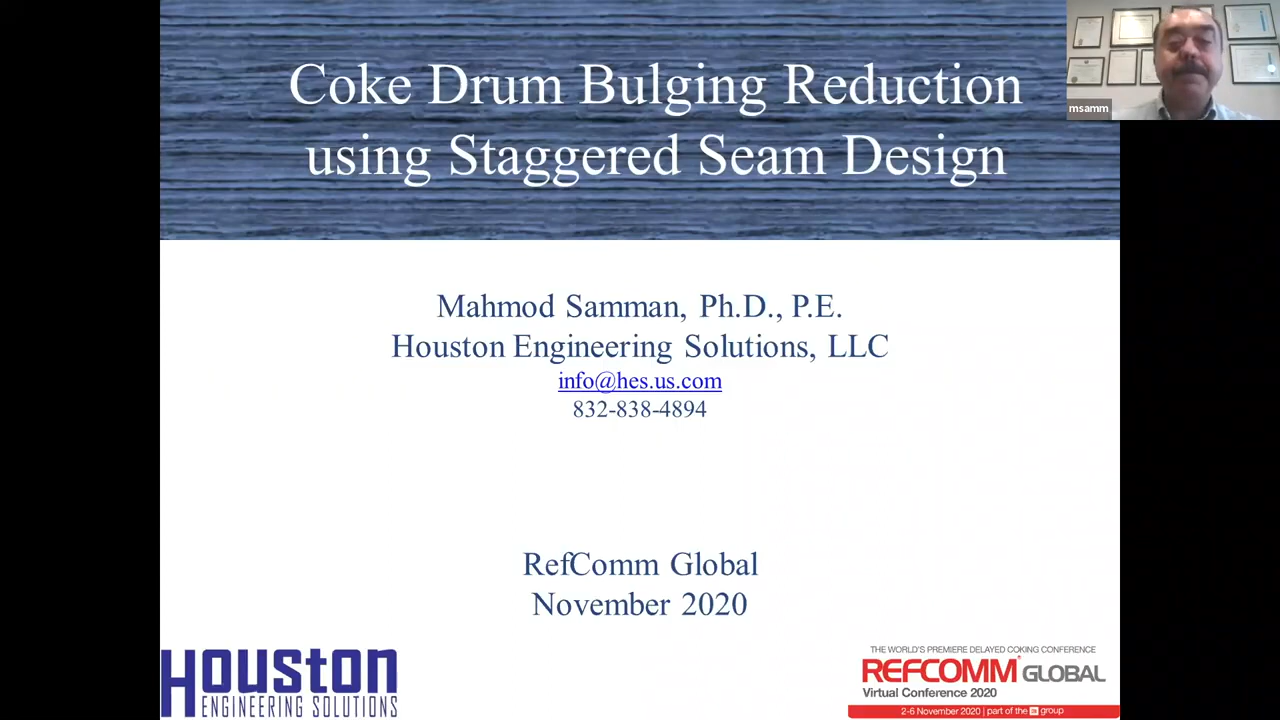 Coke Drum Bulging Reduction
using Staggered Seam Design
msamm
Mahmod Samman, Ph.D., P.E.
Houston Engineering Solutions, LLC
info@hes.us.com
832-838-4894
RefComm Global
November 2020
Houston
ENGINEERING SOLUTIONS
THE WORLD'S PREMIERE DELAYED COKING CONFERENCE
REFCOMM GLOBAL
Virtual Conference 2020
2-6 November 2020 | part of the group